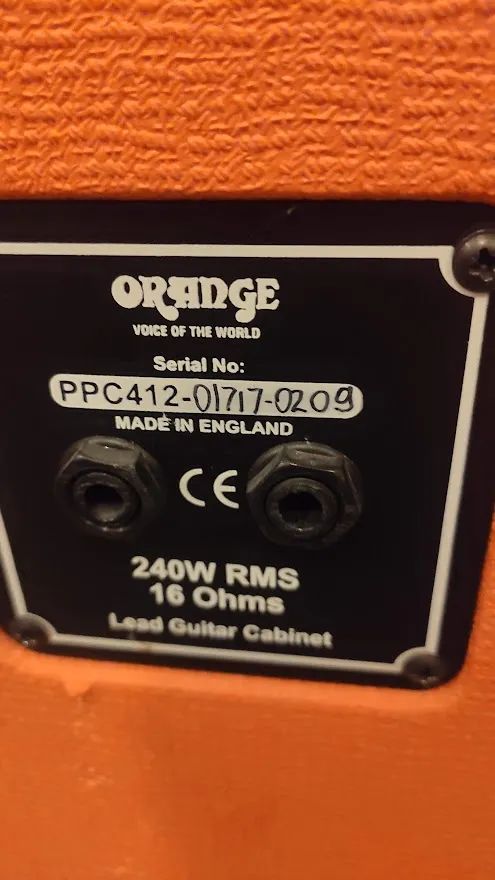 ORANGE
VOICE OF THE WORLD
Serial No:
PPC412-01717-0209
MADE IN ENGLAND
CE
240W RMS
16 Ohms
Lead Guitar Cabinet